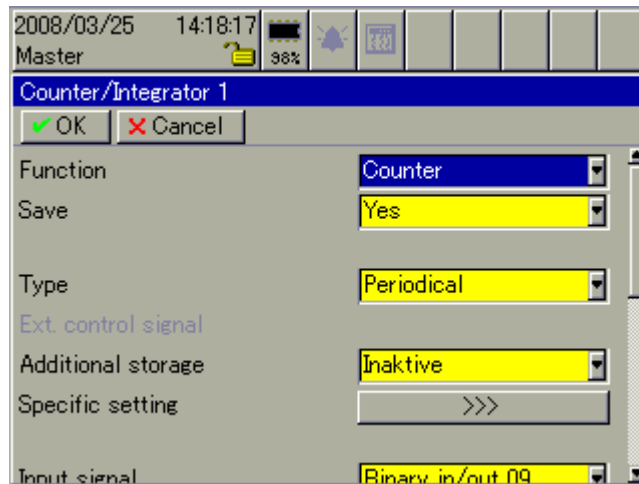 2008/03/25 14:18:17
Master 98%
Counter/Integrator 1
OK Cancel
Function Counter
Save Yes
Type Periodical
Ext. control signal
Additional storage Inaktive
Specific setting >>>
Input signal Binary in/out 09